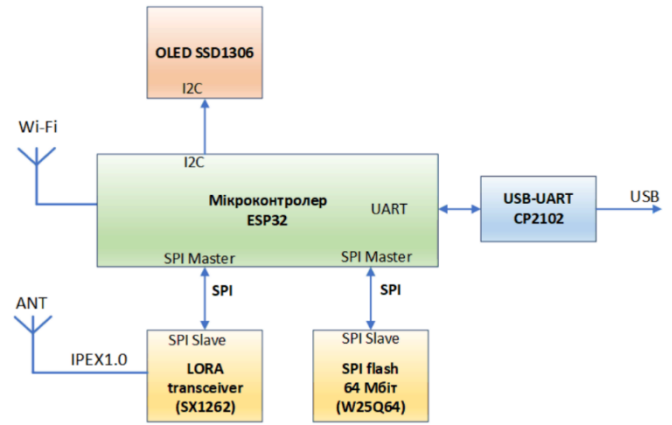 OLED SSD1306
I2C
Wi-Fi
I2C
Мікроконтролер
ESP32
UART
USB-UART
CP2102
USB
SPI Master
SPI Master
SPI
SPI
ANT
IPEX1.0
SPI Slave
LORA
transceiver
(SX1262)
SPI Slave
SPI flash
64 Мбіт
(W25Q64)